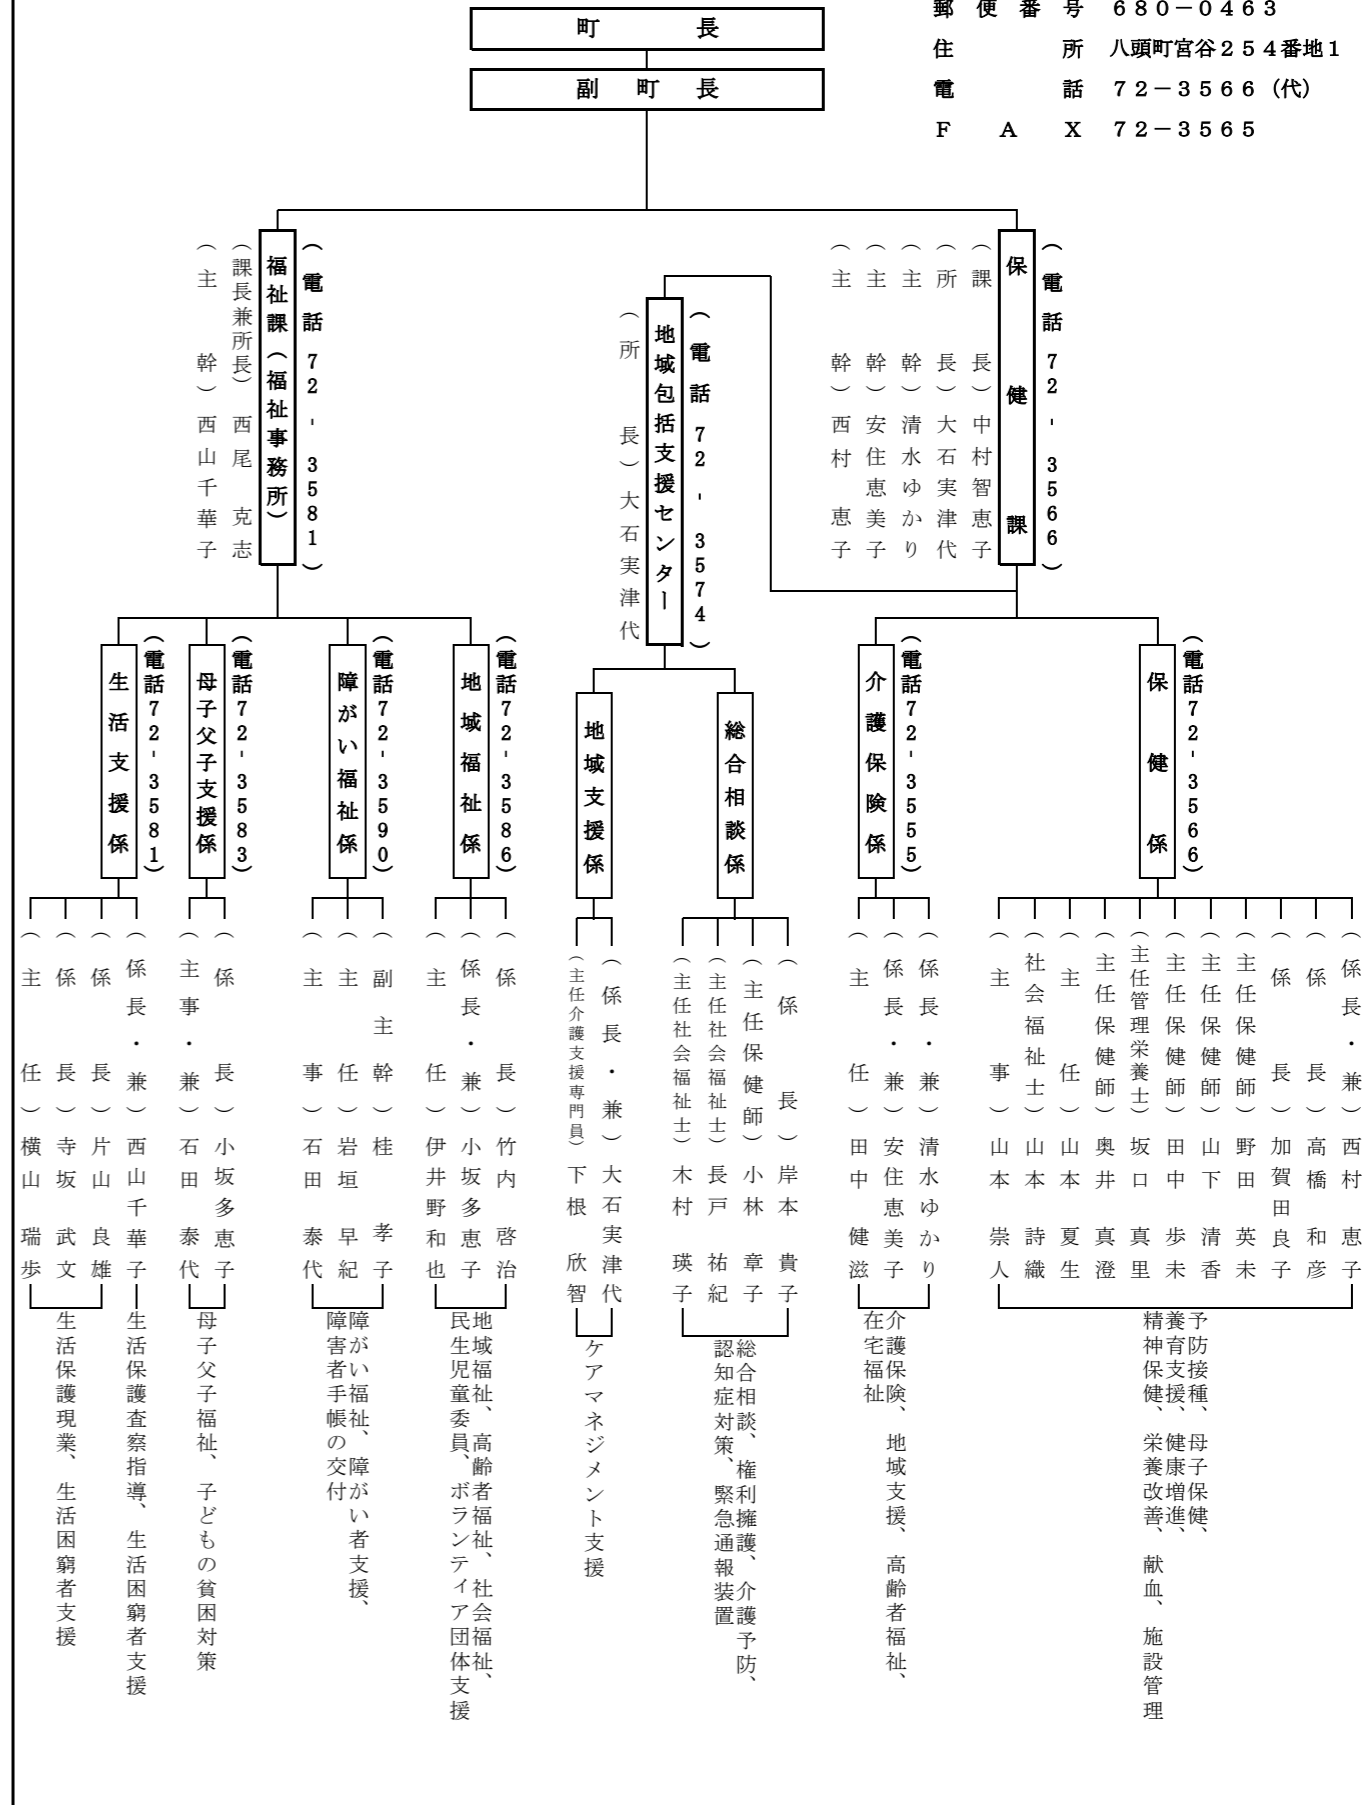 郵便番号 680－0463
住所 八頭町宮谷254番地1
電話 72－3566（代）
FAX 72－3565
町長
副町長
（電話72-3566）
保健課
（課長）中村智恵子
（所長）大石実津代
（主幹）清水ゆかり
（主幹）安住恵美子
（主幹）西村恵子
（電話72-3574）
地域包括支援センター
（所長）大石実津代
（電話72-3581）
福祉課（福祉事務所）
（課長兼所長）西尾克志
（主幹）西山千華子
（電話72-3566）
保健係
（係長・兼）西村恵子
（係長）高橋和彦
（係長）加賀田良子
（主任保健師）野田英未
（主任保健師）山下清香
（主任保健師）田中歩未
（主任管理栄養士）坂口真里
（主任保健師）奥井真澄
（主任）山本夏生
（社会福祉士）山本詩織
（主事）山本崇人
予防接種、母子保健、
養育支援、健康増進、
精神保健、栄養改善、献血、施設管理
（電話72-3555）
介護保険係
（係長・兼）清水ゆかり
（係長・兼）安住恵美子
（主任）田中健滋
介護保険、地域支援、高齢者福祉、
在宅福祉
総合相談係
（係長）岸本貴子
（主任保健師）小林章子
（主任社会福祉士）長戸祐紀
（主任社会福祉士）木村瑛子
総合相談、権利擁護、介護予防、
認知症対策、緊急通報装置
地域支援係
（係長・兼）大石実津代
（主任介護支援専門員）下根欣智
ケアマネジメント支援
（電話72-3586）
地域福祉係
（係長）竹内啓治
（係長・兼）小坂多恵子
（主任）伊井野和也
地域福祉、高齢者福祉、社会福祉、
民生児童委員、ボランティア団体支援
（電話72-3590）
障がい福祉係
（副主幹）桂孝子
（主任）岩垣早紀
（主事）石田泰代
障がい福祉、障がい者支援、
障害者手帳の交付
（電話72-3583）
母子父子支援係
（係長）小坂多恵子
（主事・兼）石田泰代
母子父子福祉、子どもの貧困対策
（電話72-3581）
生活支援係
（係長・兼）西山千華子
（係長）片山良雄
（係長）寺坂武文
（主任）横山瑞歩
生活保護査察指導、生活困窮者支援
生活保護現業、生活困窮者支援